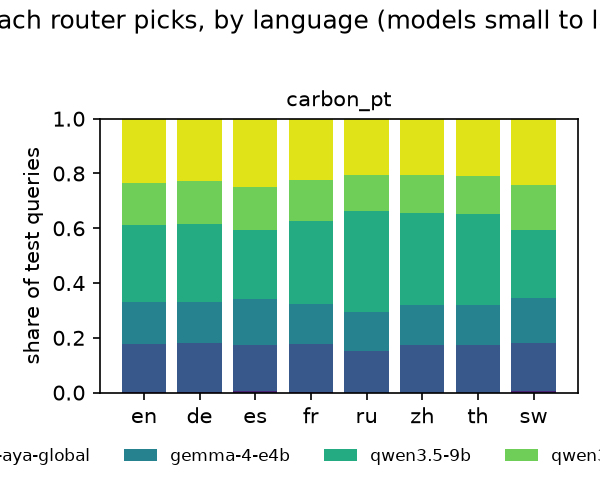 ach router picks, by language (models small to l
carbon_pt
share of test queries
1.0
0.8
0.6
0.4
0.2
0.0
en de es fr ru zh th sw
-aya-global gemma-4-e4b qwen3.5-9b qwen3